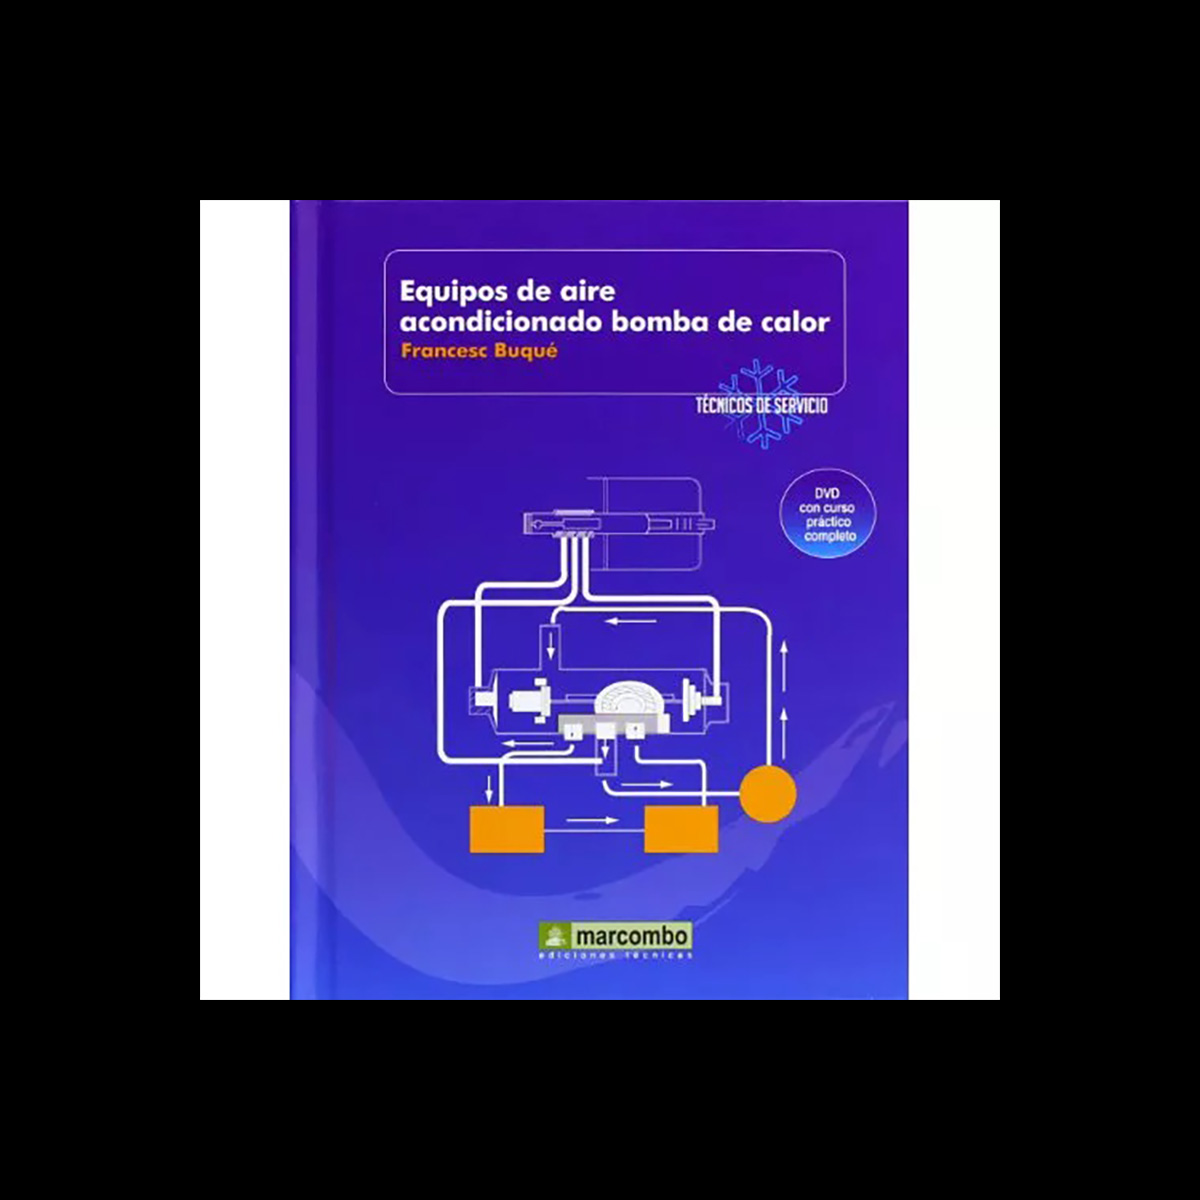 Equipos de aire
acondicionado bomba de calor
Francesc Buqué
TÉCNICOS DE SERVICIO
DVD
con curso
práctico
completo
marcombo
ediciones técnicas